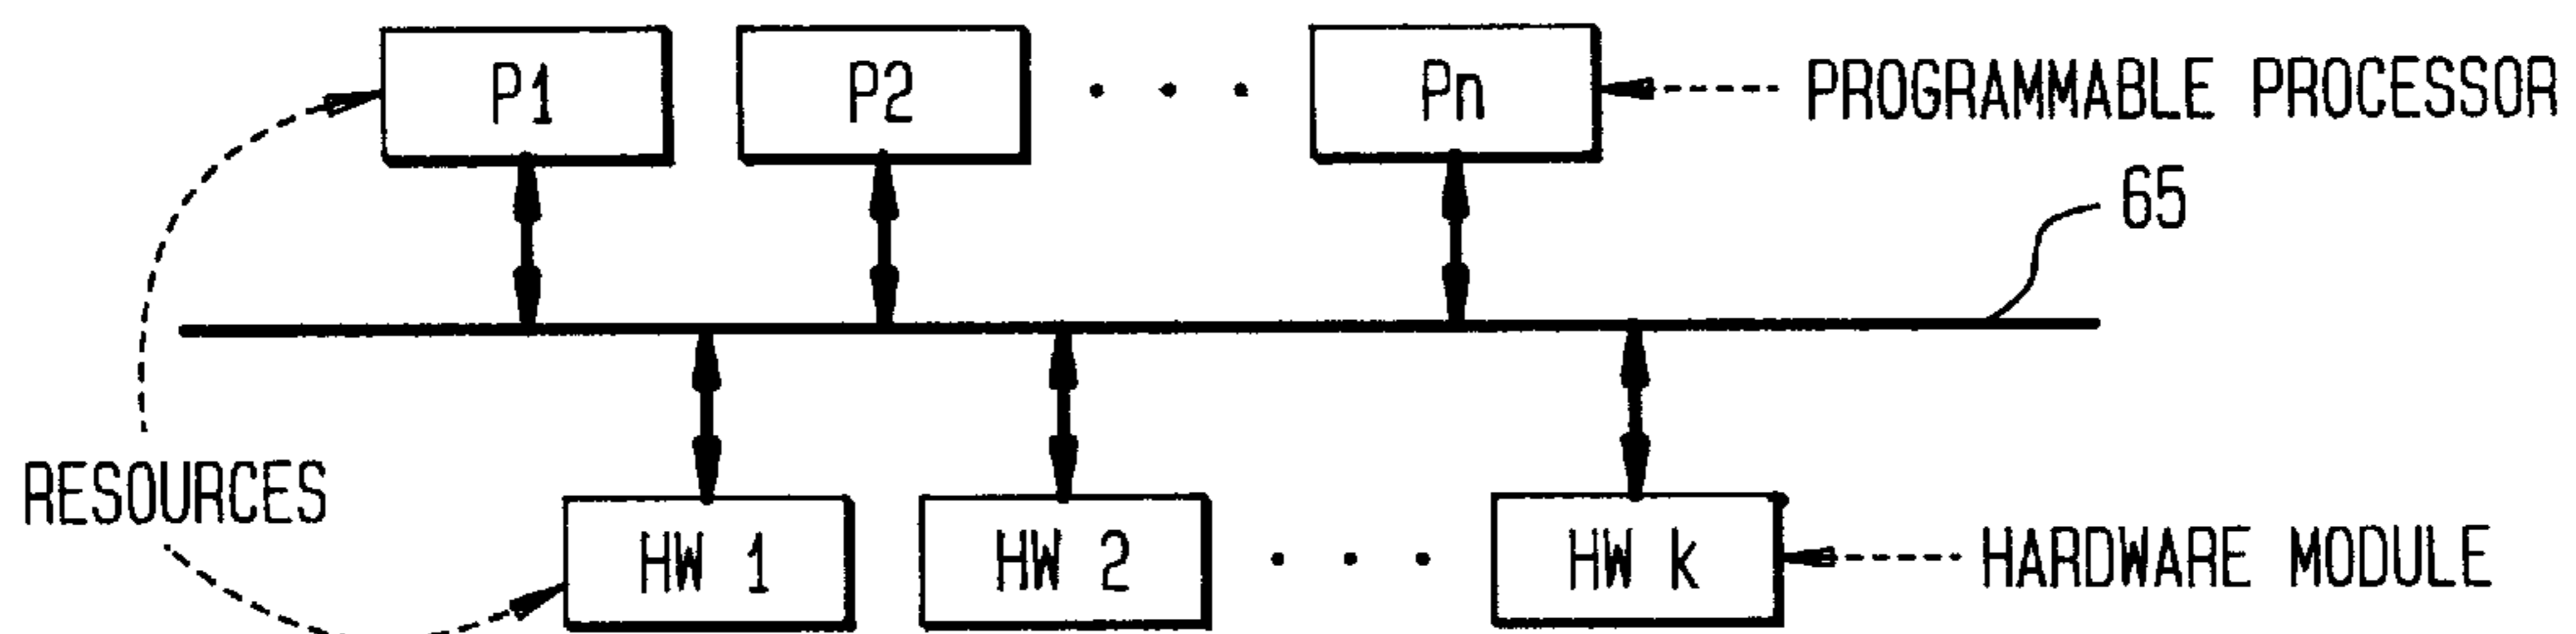 P1 P2 . . . Pn PROGRAMMABLE PROCESSOR
65
RESOURCES
HW 1 HW 2 . . . HW k HARDWARE MODULE